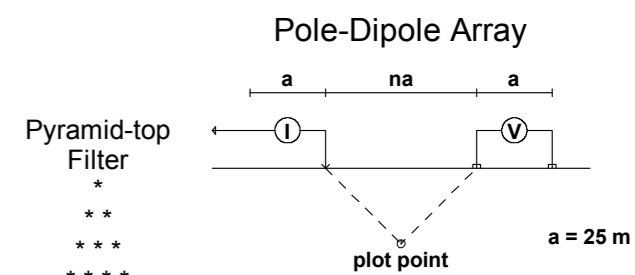 Pole-Dipole Array
a na a
Pyramid-top
Filter
I V
*
* *
* * *
* * * *
a = 25 m
plot point